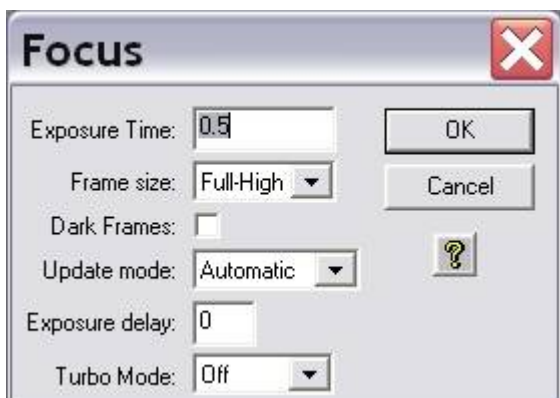 Focus
Exposure Time: 0.5
OK
Frame size: Full-High
Cancel
Dark Frames:
?
Update mode: Automatic
Exposure delay: 0
Turbo Mode: Off